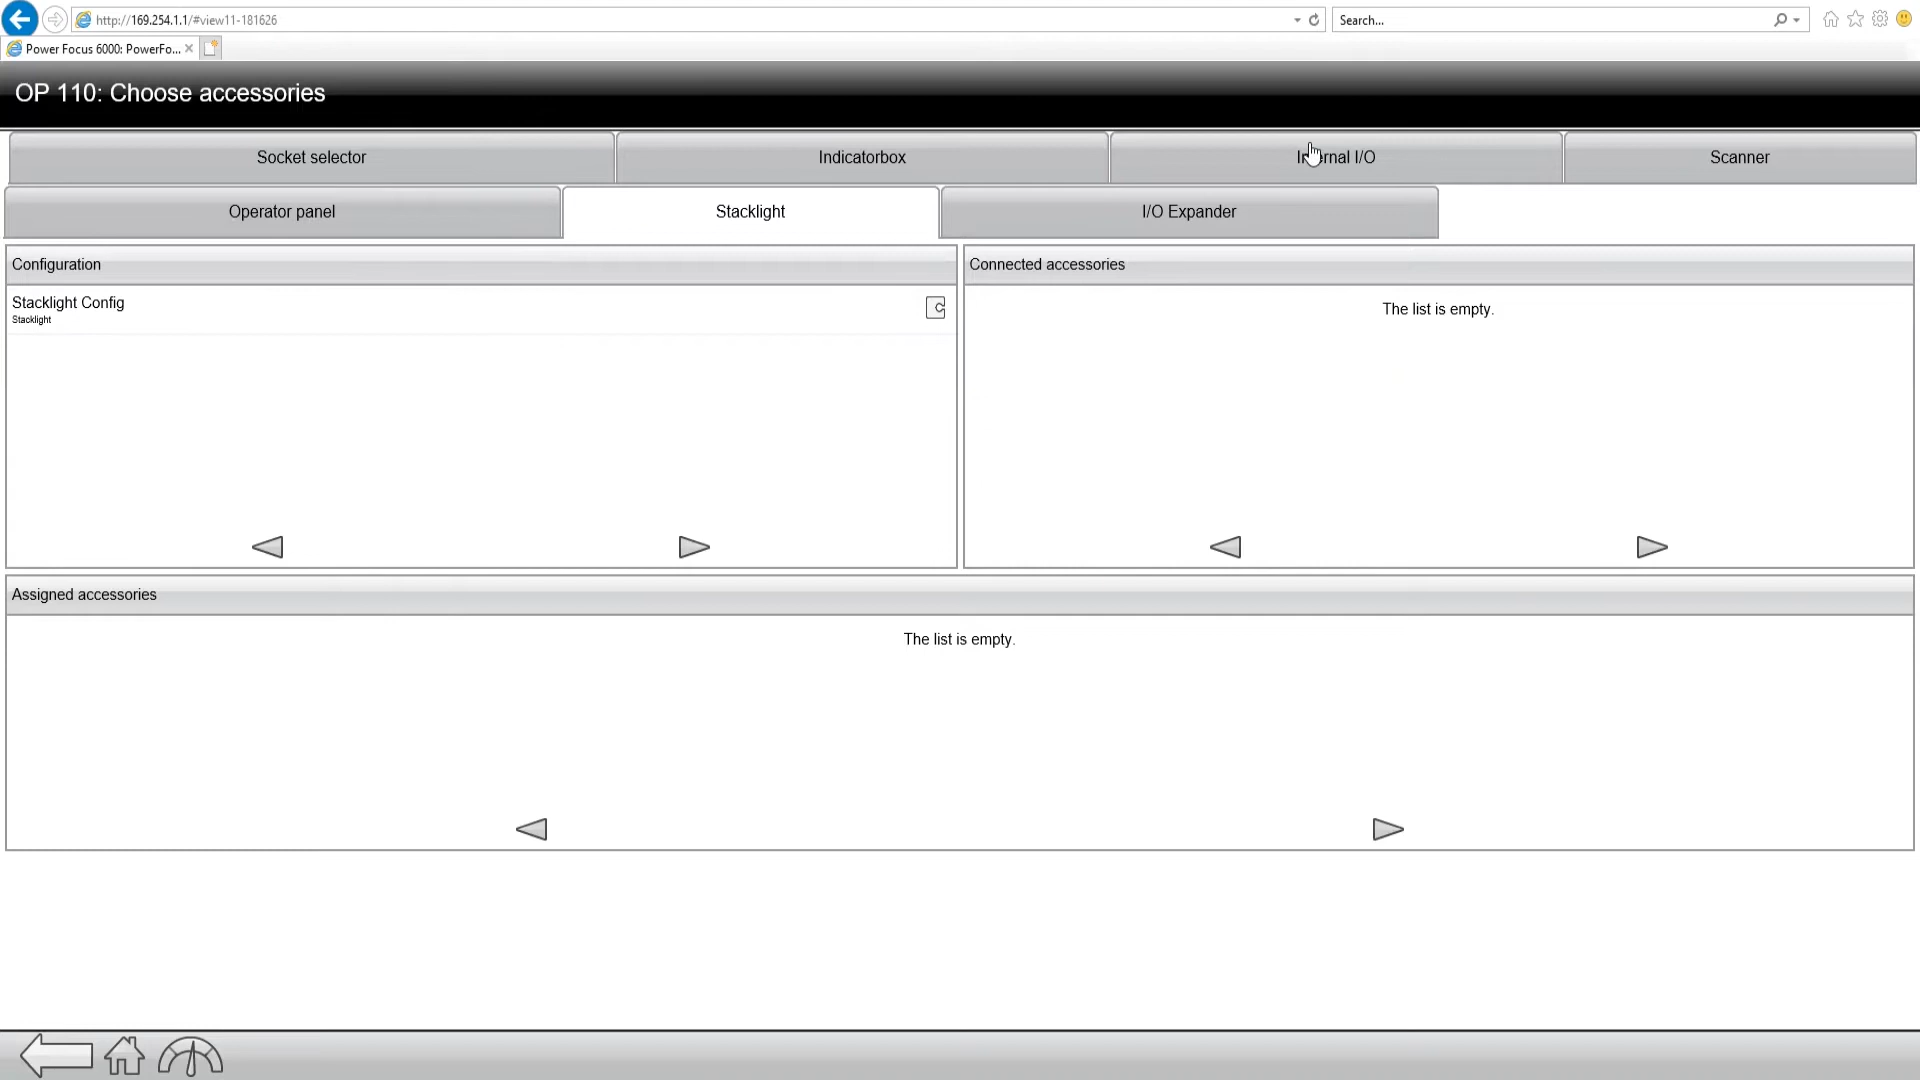 http://169.254.1.1/#view11-181626
Search...
Power Focus 6000: PowerFo...
OP 110: Choose accessories
Socket selector
Indicatorbox
Scanner
Operator panel
Stacklight
I/O Expander
Configuration
Connected accessories
Stacklight Config
Stacklight
The list is empty.
Assigned accessories
The list is empty.